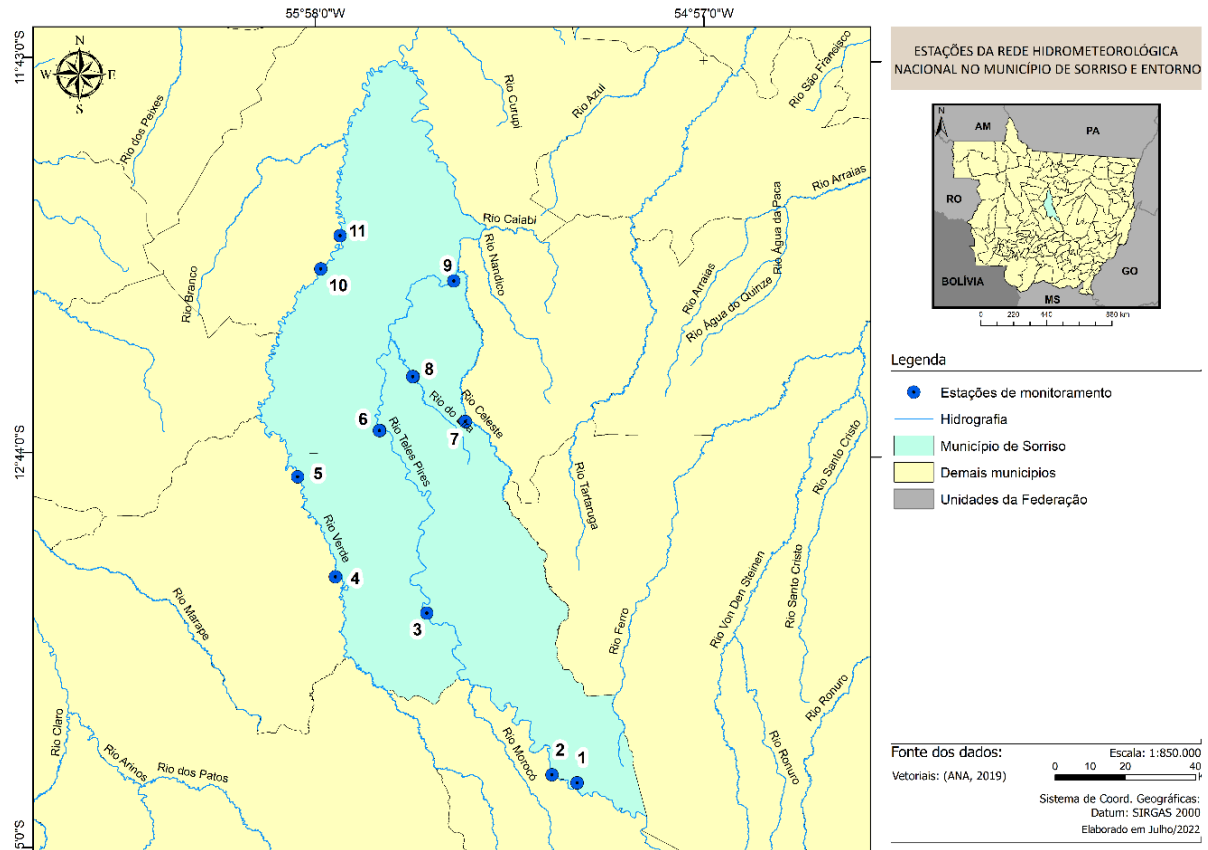 55°58'0"W
54°57'0"W
11°43'0"S
12°44'0"S
5°0'S
N
W
E
S
Rio dos Peixes
Rio Curupi
Rio Azul
Rio São Francisco
Rio Arraias
Rio Caiabi
Rio Água da Paca
Rio Nandico
Rio Branco
Rio Arraias
Rio Água do Quinze
11
10
9
8
7
6
5
4
3
2
1
Rio Celeste
Rio do
Rio Teles Pires
Rio Verde
Rio Tartaruga
Rio Santo Cristo
Rio Santo Cristo
Rio Von Den Steinen
Rio Marape
Rio Ferro
Rio Ronuro
Rio Ronuro
Rio Morocó
Rio Claro
Rio Arinos
Rio dos Patos
ESTAÇÕES DA REDE HIDROMETEOROLÓGICA
NACIONAL NO MUNICÍPIO DE SORRISO E ENTORNO
N
AM
PA
RO
BOLÍVIA
GO
MS
0 220 440 880 km
Legenda
Estações de monitoramento
Hidrografia
Município de Sorriso
Demais municipios
Unidades da Federação
Fonte dos dados:
Vetoriais: (ANA, 2019)
Escala: 1:850.000
0 10 20 40
Sistema de Coord. Geográficas:
Datum: SIRGAS 2000
Elaborado em Julho/2022